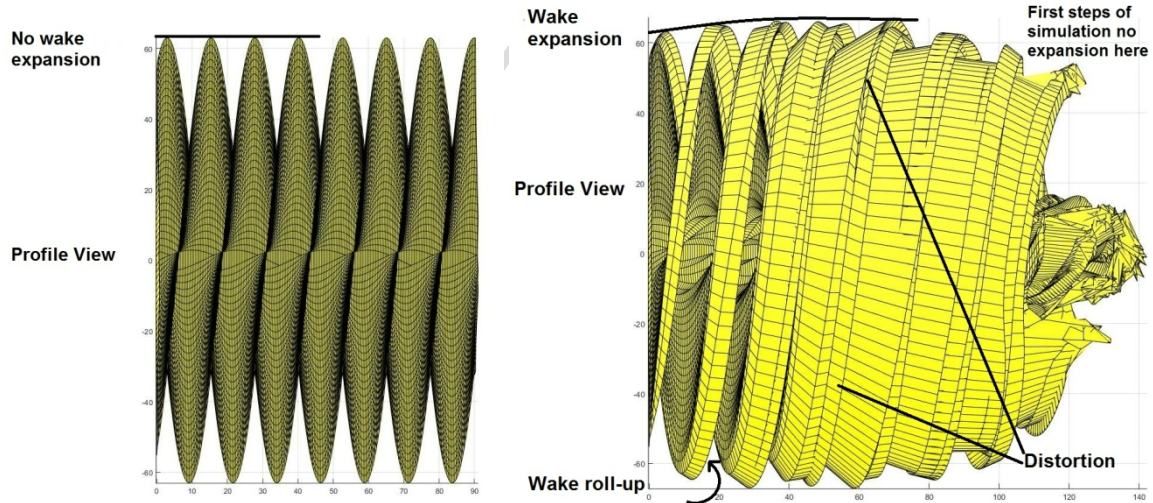 No wake
expansion
Profile View
60
40
20
0
-20
-40
-60
0 10 20 30 40 50 60 70 80 90
Wake
expansion
First steps of
simulation no
expansion here
Profile View
Distortion
Wake roll-up
60
40
20
0
-20
-40
-60
0 20 40 60 80 100 120 140